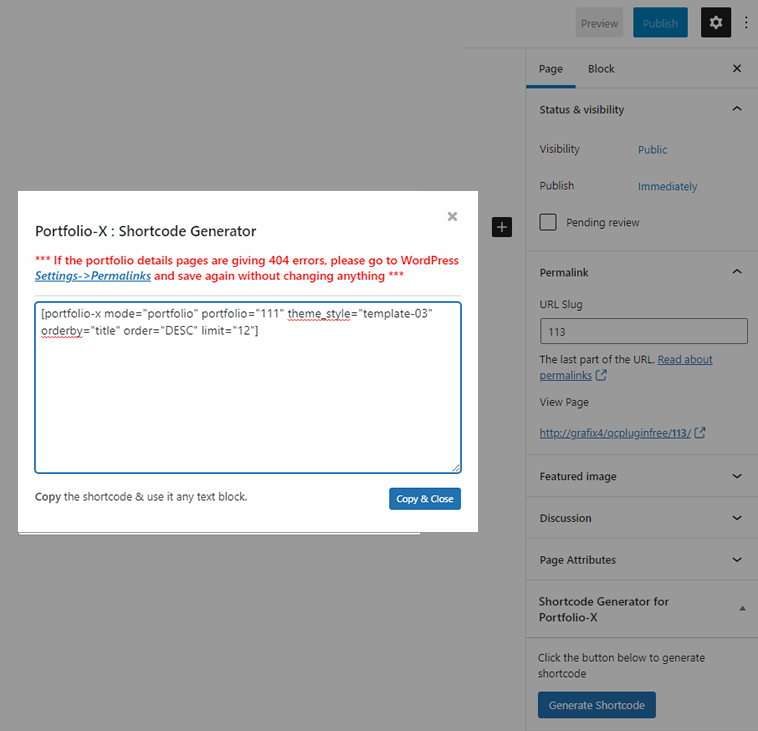 Preview
Publish
Page
Block
Status & visibility
Visibility
Public
Publish
Immediately
Pending review
Permalink
URL Slug
113
The last part of the URL. Read about
permalinks
View Page
http://grafix4/qcpluginfree/113/
Featured image
Discussion
Page Attributes
Shortcode Generator for
Portfolio-X
Click the button below to generate
shortcode
Generate Shortcode
Portfolio-X : Shortcode Generator
*** If the portfolio details pages are giving 404 errors, please go to WordPress
Settings->Permalinks and save again without changing anything ***
[portfolio-x mode="portfolio" portfolio="111" theme_style="template-03"
orderby="title" order="DESC" limit="12"]
Copy the shortcode & use it any text block.
Copy & Close